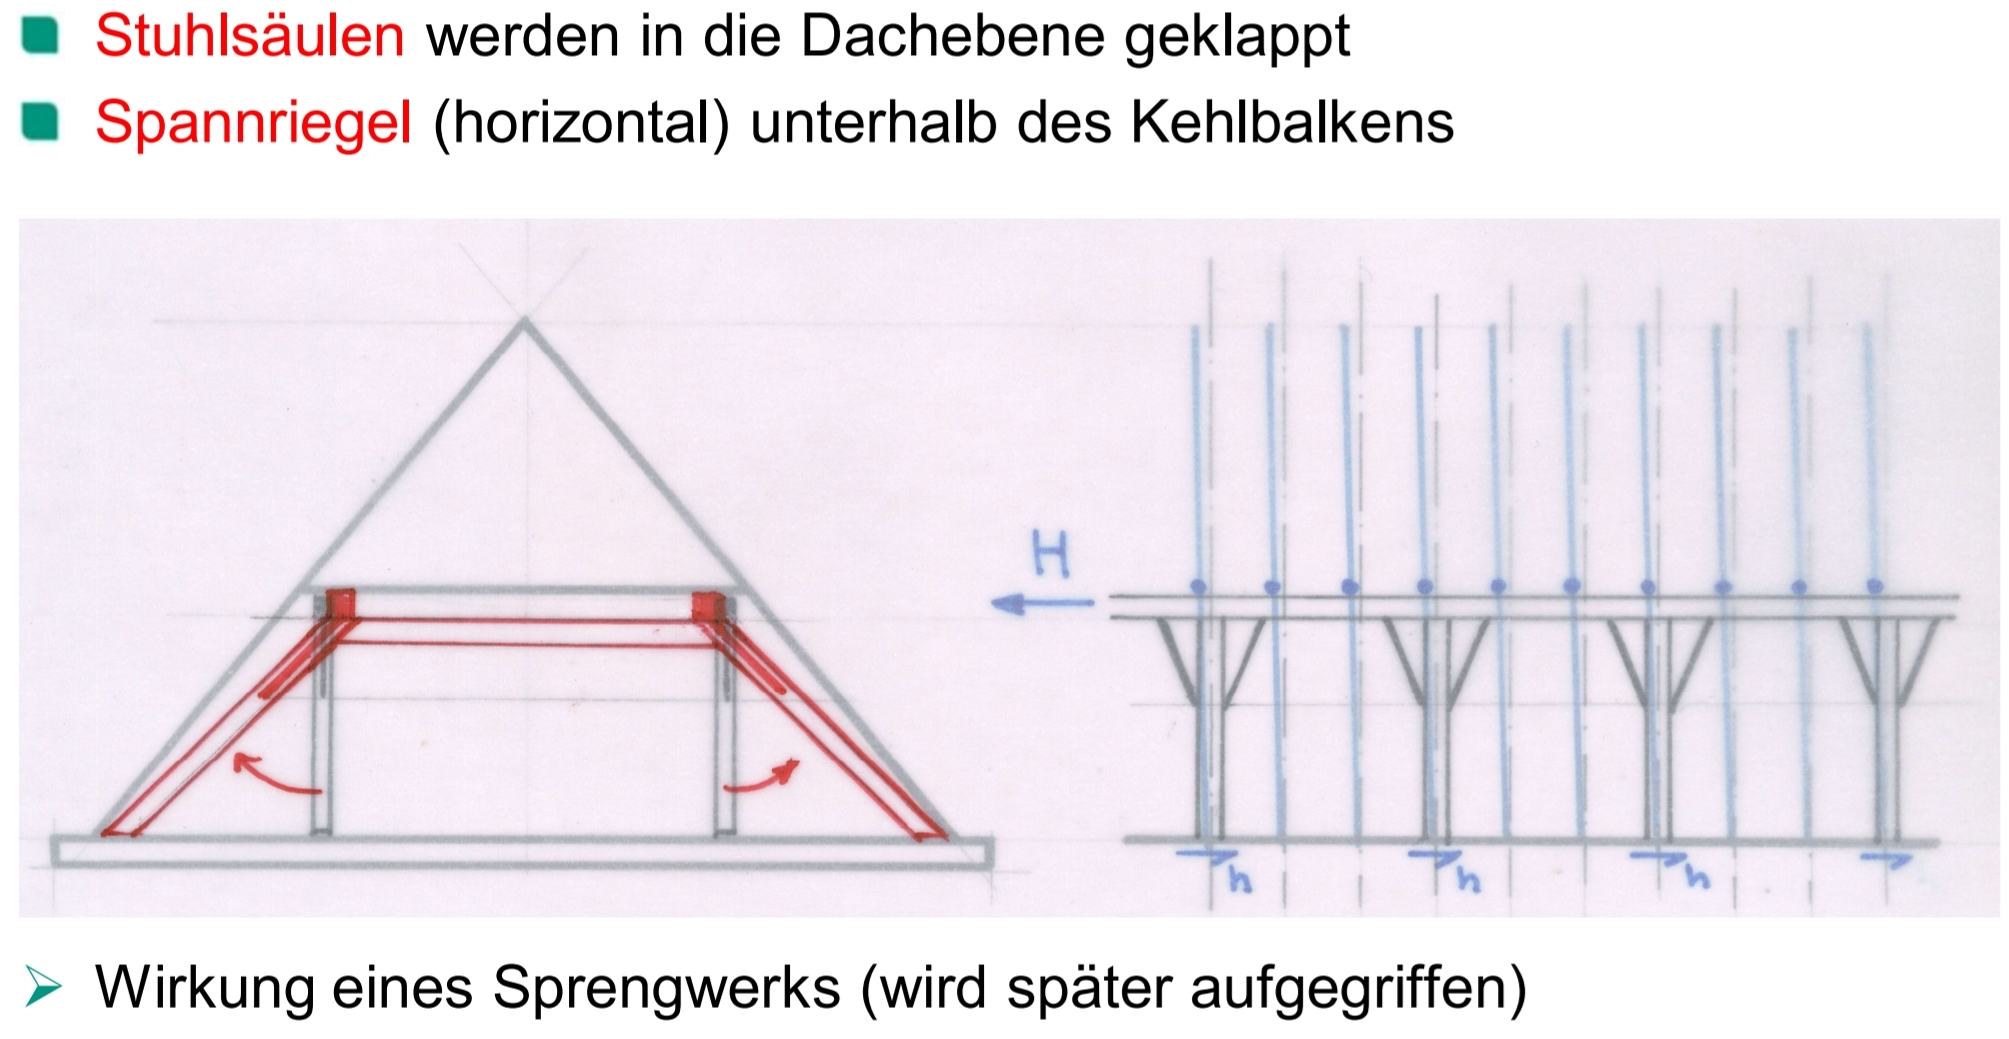 Stuhlsäulen werden in die Dachebene geklappt
Spannriegel (horizontal) unterhalb des Kehlbalkens
H
h h h
Wirkung eines Sprengwerks (wird später aufgegriffen)